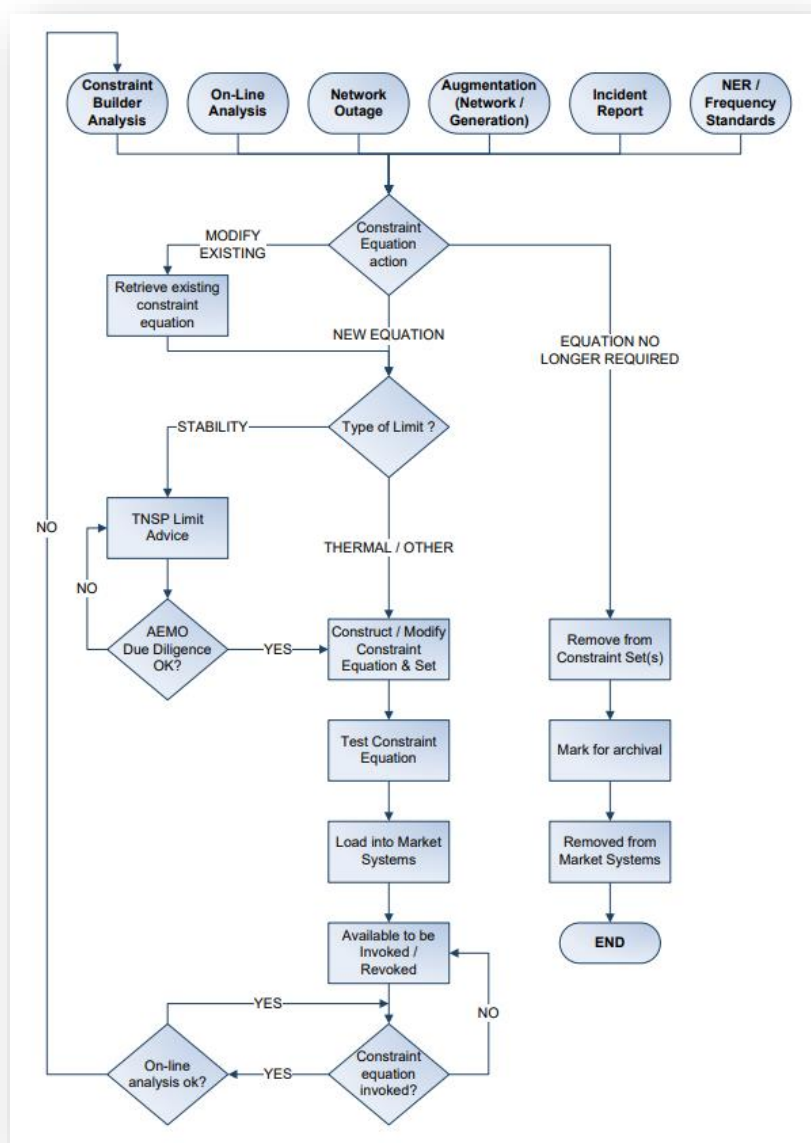 Constraint
Builder
Analysis
On-Line
Analysis
Network
Outage
Augmentation
(Network /
Generation)
Incident
Report
NER /
Frequency
Standards
Constraint
Equation
action
MODIFY
EXISTING
Retrieve existing
constraint
equation
NEW EQUATION
EQUATION NO
LONGER REQUIRED
Type of Limit ?
STABILITY
TNSP Limit
Advice
NO
NO
THERMAL / OTHER
AEMO
Due Diligence
OK?
YES
Construct / Modify
Constraint
Equation & Set
Remove from
Constraint Set(s)
Test Constraint
Equation
Mark for archival
Load into Market
Systems
Removed from
Market Systems
Available to be
Invoked /
Revoked
END
YES
NO
On-line
analysis ok?
YES
Constraint
equation
invoked?